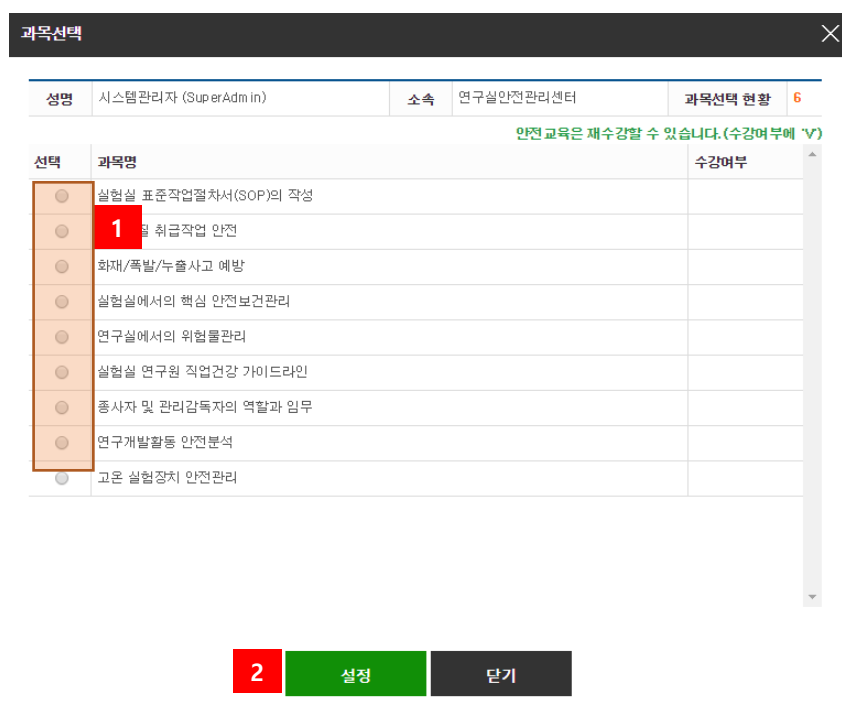 과목선택
성명 시스템관리자 (SuperAdmin) 소속 연구실안전관리센터 과목선택 현황 6
안전교육은 재수강할 수 있습니다.(수강여부에 'V')
선택 과목명 수강여부
실험실 표준작업절차서(SOP)의 작성
1 취급작업 안전
화재/폭발/누출사고 예방
실험실에서의 핵심 안전보건관리
연구실에서의 위험물관리
실험실 연구원 직업건강 가이드라인
종사자 및 관리감독자의 역할과 임무
연구개발활동 안전분석
고온 실험장치 안전관리
2 설정 닫기